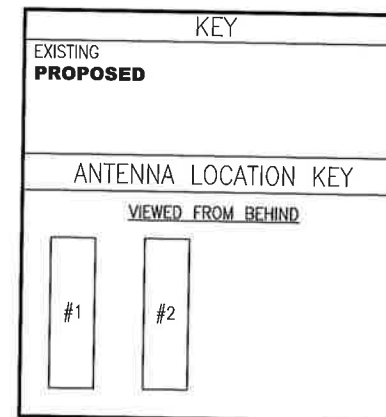 KEY
EXISTING
PROPOSED
ANTENNA LOCATION KEY
VIEWED FROM BEHIND
#1 #2